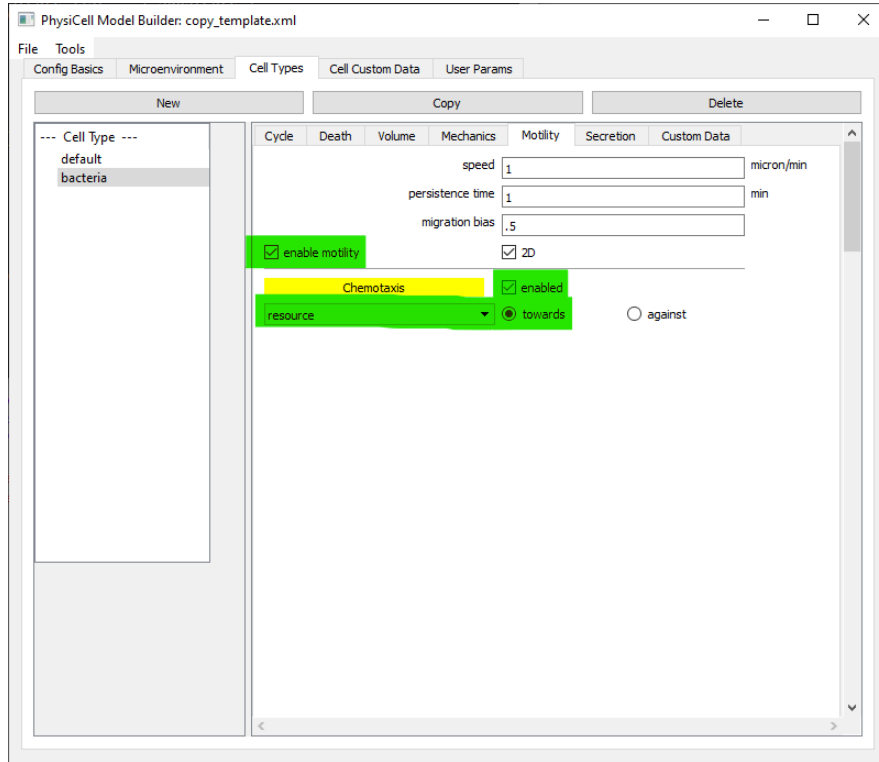 PhysiCell Model Builder: copy_template.xml
File Tools
Config Basics Microenvironment Cell Types Cell Custom Data User Params
New Copy Delete
--- Cell Type ---
default
bacteria
Cycle Death Volume Mechanics Motility Secretion Custom Data
speed 1 micron/min
persistence time 1 min
migration bias .5
enable motility 2D
Chemotaxis enabled
resource towards against